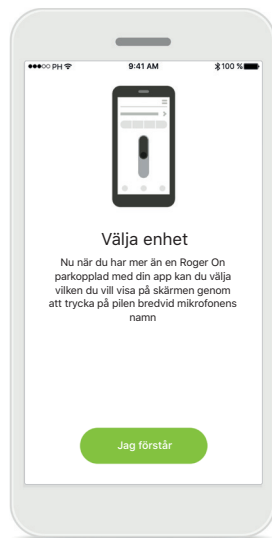 ●●●○○ PH 9:41 AM 100 %
Välja enhet
Nu när du har mer än en Roger On
parkopplad med din app kan du välja
vilken du vill visa på skärmen genom
att trycka på pilen bredvid mikrofonens
namn
Jag förstår